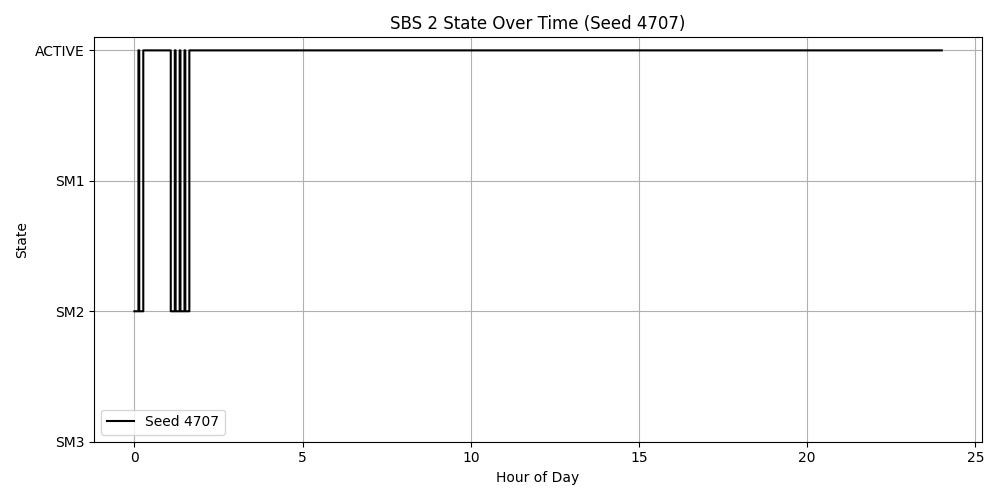 SBS 2 State Over Time (Seed 4707)
ACTIVE
SM1
SM2
SM3
State
Seed 4707
0 5 10 15 20 25
Hour of Day